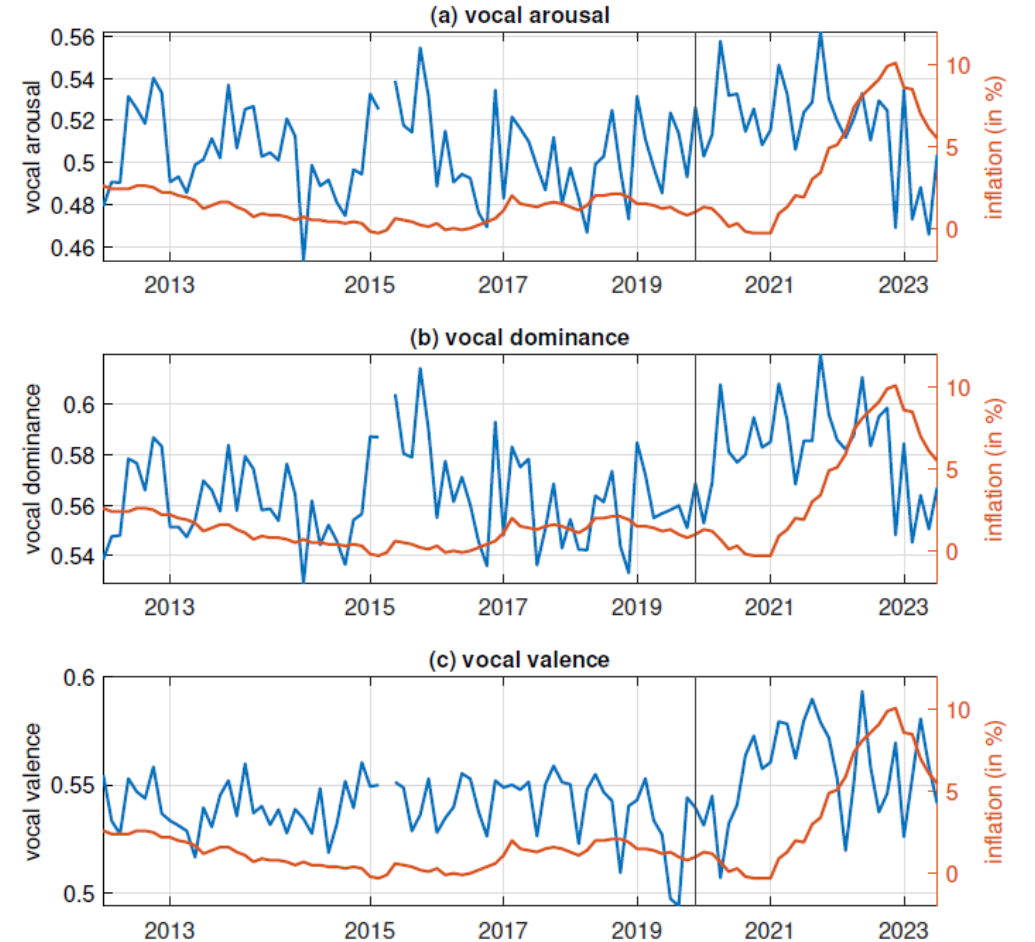 (a) vocal arousal
0.56
0.54
0.52
0.5
0.48
0.46
vocal arousal
10
5
0
inflation (in %)
2013 2015 2017 2019 2021 2023
(b) vocal dominance
0.6
0.58
0.56
0.54
vocal dominance
10
5
0
inflation (in %)
2013 2015 2017 2019 2021 2023
(c) vocal valence
0.6
0.55
0.5
vocal valence
10
5
0
inflation (in %)
2013 2015 2017 2019 2021 2023